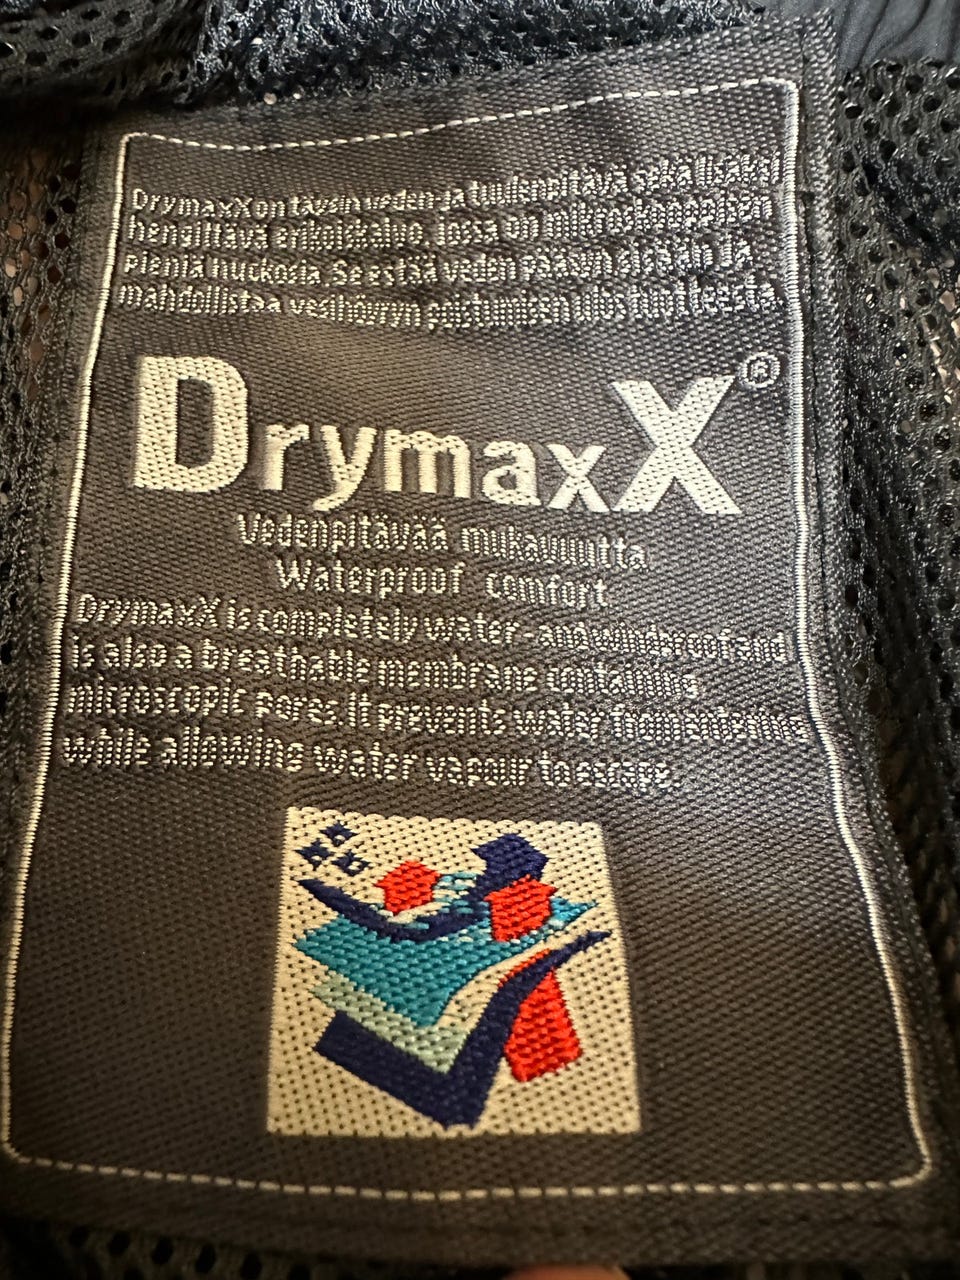 DrymaxX on täysin veden- ja tuulenpitävä sekä lisäksi
hengittävä erikoiskalvo, jossa on mikroskooppisen
pieniä huokosia. Se estää veden pääsyn sisään ja
mahdollistaa vesihöyryn poistumisen ulos tuotteesta.
DrymaxX®
Vedenpitävää mukavuutta
Waterproof comfort
DrymaxX is completely water- and windproof and
is also a breathable membrane containing
microscopic pores. It prevents water from entering
while allowing water vapour to escape.